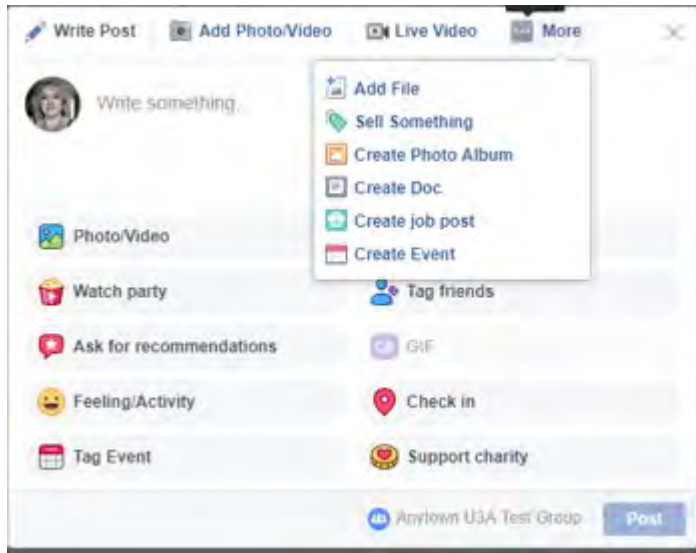 Write Post Add Photo/Video Live Video More
Write something...
Add File
Sell Something
Create Photo Album
Create Doc
Create job post
Create Event
Photo/Video
Watch party Tag friends
Ask for recommendations GIF
Feeling/Activity Check in
Tag Event Support charity
Anytown U3A Test Group Post